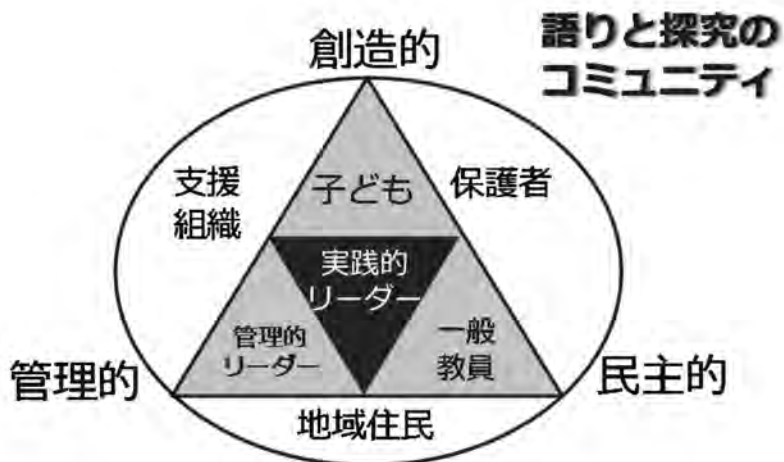 語りと探究の
コミュニティ
創造的
支援
組織
子ども
保護者
実践的
リーダー
管理的
リーダー
一般
教員
管理的
民主的
地域住民